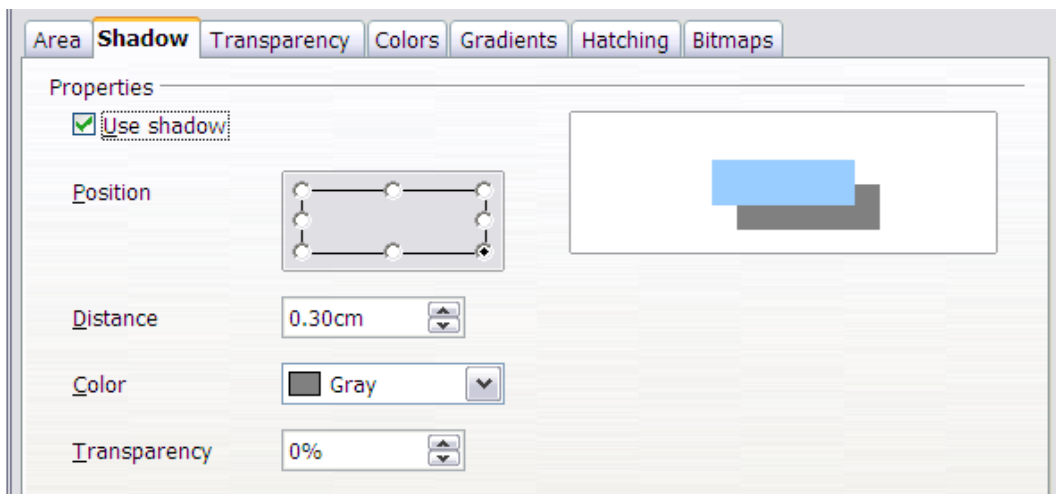 Area Shadow Transparency Colors Gradients Hatching Bitmaps
Properties
Use shadow
Position
Distance 0.30cm
Color Gray
Transparency 0%